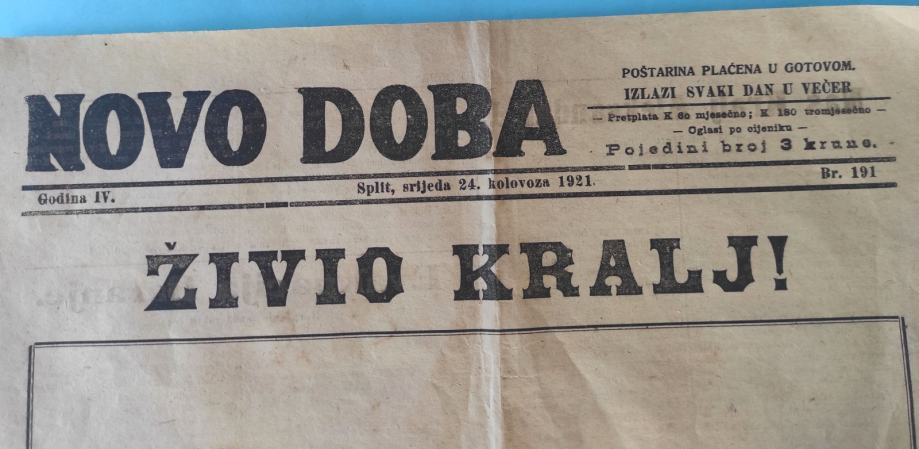 NOVO DOBA
POŠTARINA PLAĆENA U GOTOVOM.
IZLAZI SVAKI DAN U VEČER
— Pretplata K 60 mjesečno; K 180 tromjesečno —
— Oglasi po cijeniku —
Pojedini broj 3 krune.
Godina IV.
Split, srijeda 24. kolovoza 1921.
Br. 191
ŽIVIO KRALJ!